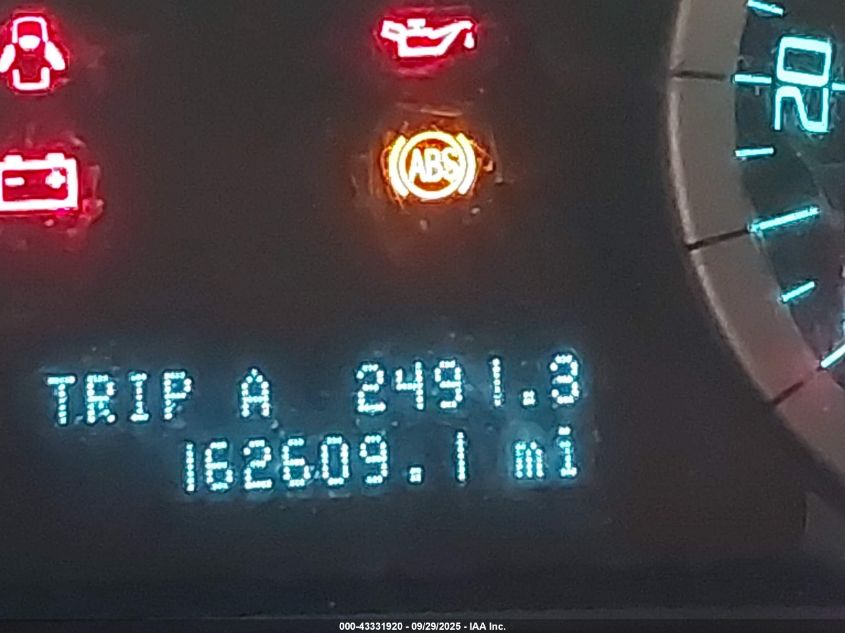 20
ABS
TRIP A 2491.3
162609.1 mi
000-43331920 - 09/29/2025 - IAA Inc.